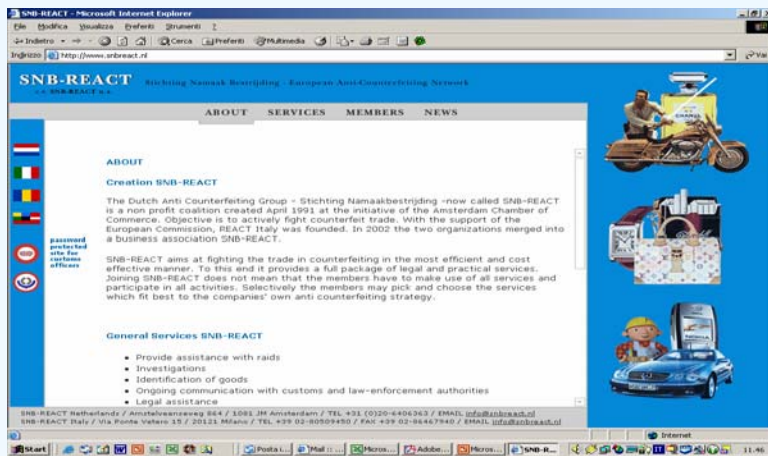 SNB-REACT - Microsoft Internet Explorer
File Modifica Visualizza Preferiti Strumenti ?
Indietro Cerca Preferiti Multimedia
Indirizzo http://www.snbreact.nl Vai
SNB-REACT Stichting Namaak Bestrijding - European Anti-Counterfeiting Network
ABOUT SERVICES MEMBERS NEWS
CHANEL
ABOUT
Creation SNB-REACT
The Dutch Anti Counterfeiting Group - Stichting Namaakbestrijding -now called SNB-REACT
is a non profit coalition created April 1991 at the initiative of the Amsterdam Chamber of
Commerce. Objective is to actively fight counterfeit trade. With the support of the
European Commission, REACT Italy was founded. In 2002 the two organizations merged into
a business association SNB-REACT.
password
protected
site for
customs
officers
SNB-REACT aims at fighting the trade in counterfeiting in the most efficient and cost
effective manner. To this end it provides a full package of legal and practical services.
Joining SNB-REACT does not mean that the members have to make use of all services and
participate in all activities. Selectively the members may pick and choose the services
which fit best to the companies' own anti counterfeiting strategy.
NOKIA
General Services SNB-REACT
Provide assistance with raids
Investigations
Identification of goods
Ongoing communication with customs and law-enforcement authorities
Legal assistance
SNB-REACT Netherlands / Amstelveenseweg 864 / 1081 JM Amsterdam / TEL +31 (0)20-6406363 / EMAIL info@snbreact.nl
SNB-REACT Italy / Via Ponte Vetero 15 / 20121 Milano / TEL +39 02-80509450 / FAX +39 02-86467940 / EMAIL info@snbreact.nl
Internet
Start Posta i... Mail ::... Micros... Adobe... Micros... SNB-R... 11.46